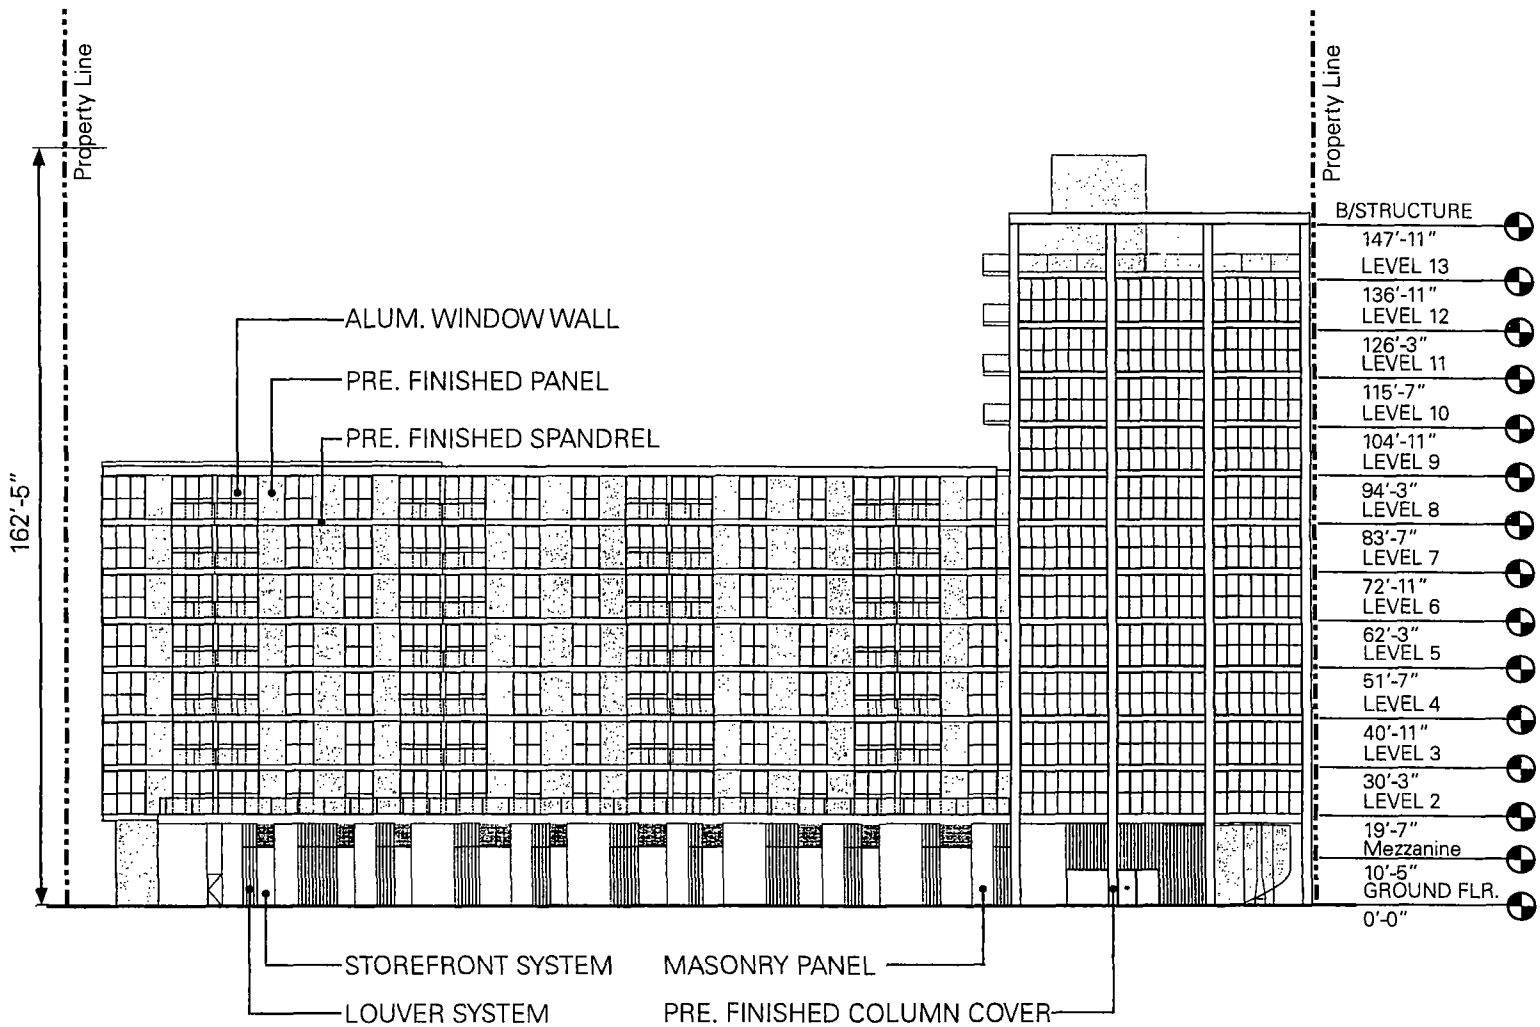 Property Line
Property Line
162'-5"
ALUM. WINDOW WALL
PRE. FINISHED PANEL
PRE. FINISHED SPANDREL
B/STRUCTURE
147'-11"
LEVEL 13
136'-11"
LEVEL 12
126'-3"
LEVEL 11
115'-7"
LEVEL 10
104'-11"
LEVEL 9
94'-3"
LEVEL 8
83'-7"
LEVEL 7
72'-11"
LEVEL 6
62'-3"
LEVEL 5
51'-7"
LEVEL 4
40'-11"
LEVEL 3
30'-3"
LEVEL 2
19'-7"
Mezzanine
10'-5"
GROUND FLR.
0'-0"
STOREFRONT SYSTEM
MASONRY PANEL
LOUVER SYSTEM
PRE. FINISHED COLUMN COVER